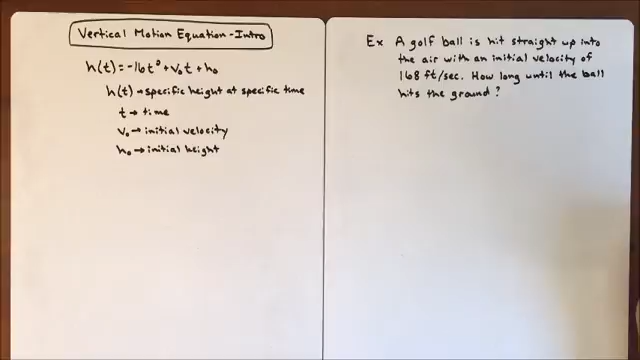 Vertical Motion Equation - Intro
h(t) = -16t² + v₀t + h₀
h(t) → specific height at specific time
t → time
v₀ → initial velocity
h₀ → initial height
Ex A golf ball is hit straight up into
the air with an initial velocity of
168 ft/sec. How long until the ball
hits the ground?